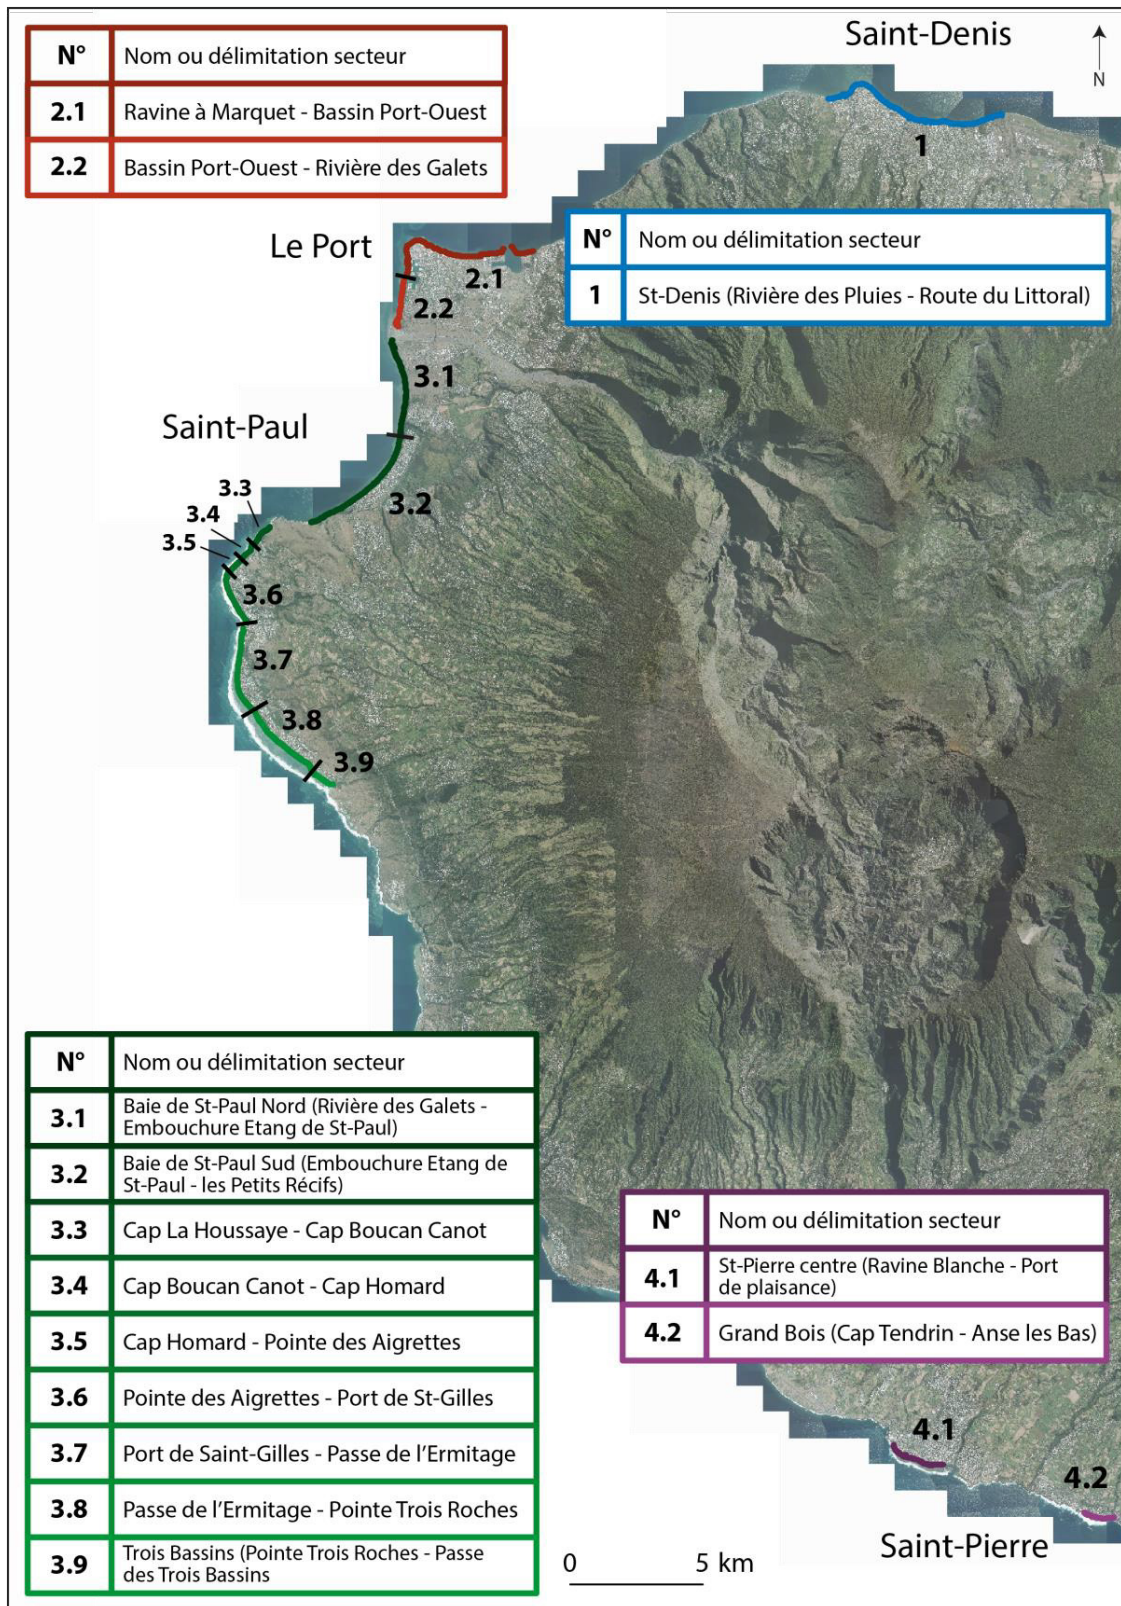 N° Nom ou délimitation secteur
2.1 Ravine à Marquet - Bassin Port-Ouest
2.2 Bassin Port-Ouest - Rivière des Galets
Saint-Denis
N
1
N° Nom ou délimitation secteur
1 St-Denis (Rivière des Pluies - Route du Littoral)
Le Port
2.1
2.2
3.1
Saint-Paul
3.2
3.3
3.4
3.5
3.6
3.7
3.8
3.9
N° Nom ou délimitation secteur
3.1 Baie de St-Paul Nord (Rivière des Galets -
Embouchure Etang de St-Paul)
3.2 Baie de St-Paul Sud (Embouchure Etang de
St-Paul - les Petits Récifs)
3.3 Cap La Houssaye - Cap Boucan Canot
3.4 Cap Boucan Canot - Cap Homard
3.5 Cap Homard - Pointe des Aigrettes
3.6 Pointe des Aigrettes - Port de St-Gilles
3.7 Port de Saint-Gilles - Passe de l'Ermitage
3.8 Passe de l'Ermitage - Pointe Trois Roches
3.9 Trois Bassins (Pointe Trois Roches - Passe
des Trois Bassins
N° Nom ou délimitation secteur
4.1 St-Pierre centre (Ravine Blanche - Port
de plaisance)
4.2 Grand Bois (Cap Tendrin - Anse les Bas)
4.1
4.2
Saint-Pierre
0 5 km